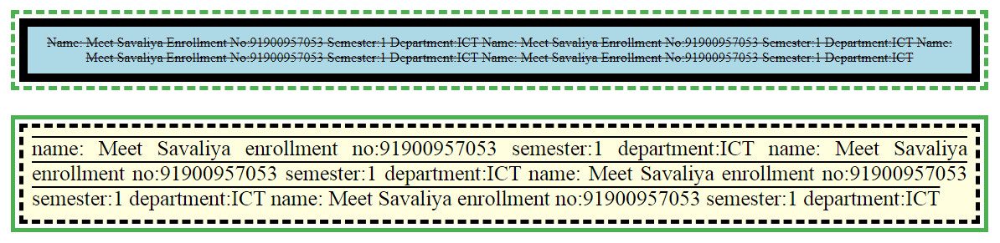 Name: Meet Savaliya Enrollment No:91900957053 Semester:1 Department:ICT Name: Meet Savaliya Enrollment No:91900957053 Semester:1 Department:ICT Name:
Meet Savaliya Enrollment No:91900957053 Semester:1 Department:ICT Name: Meet Savaliya Enrollment No:91900957053 Semester:1 Department:ICT
name: Meet Savaliya enrollment no:91900957053 semester:1 department:ICT name: Meet Savaliya
enrollment no:91900957053 semester:1 department:ICT name: Meet Savaliya enrollment no:91900957053
semester:1 department:ICT name: Meet Savaliya enrollment no:91900957053 semester:1 department:ICT